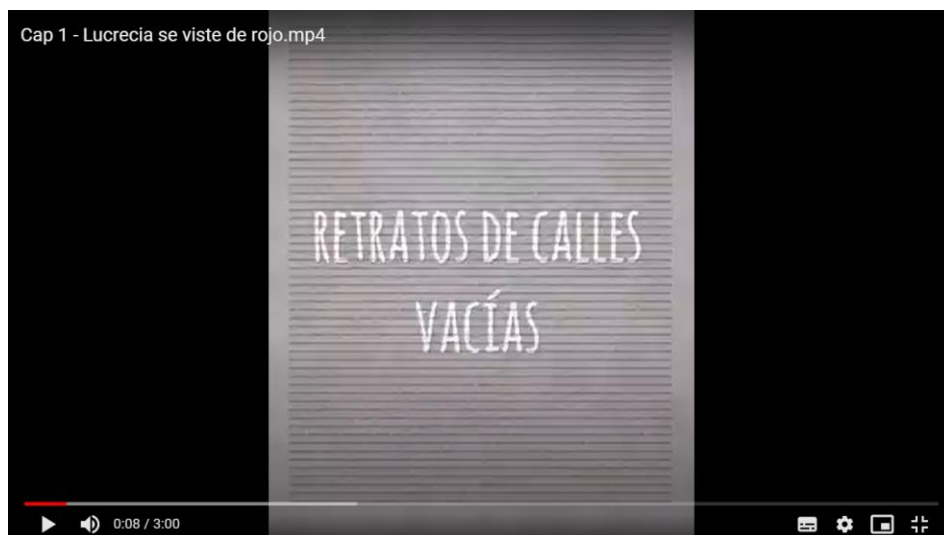 Cap 1 - Lucrecia se viste de rojo.mp4
RETRATOS DE CALLES
VACÍAS
0:08 / 3:00